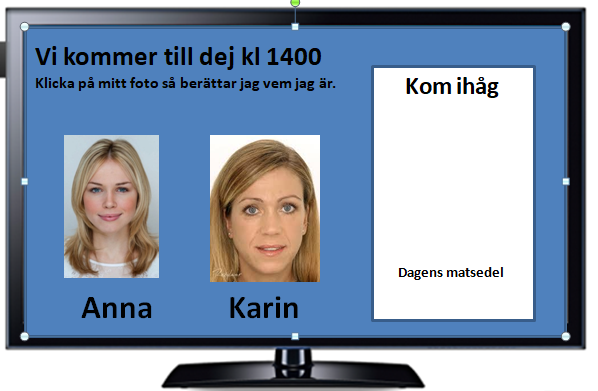 Vi kommer till dej kl 1400
Klicka på mitt foto så berättar jag vem jag är.
Kom ihåg
Dagens matsedel
Anna
Karin